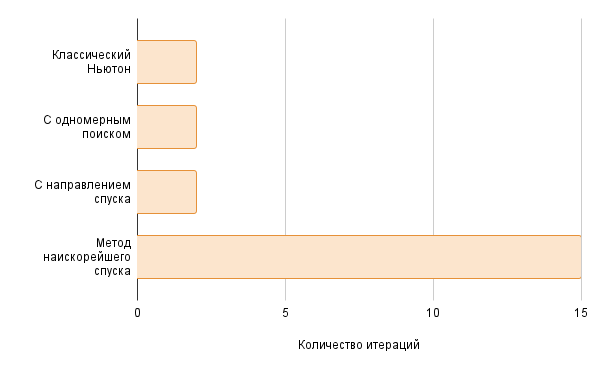 Классический
Ньютон
С одномерным
поиском
С направлением
спуска
Метод
наискорейшего
спуска
0
5
10
15
Количество итераций